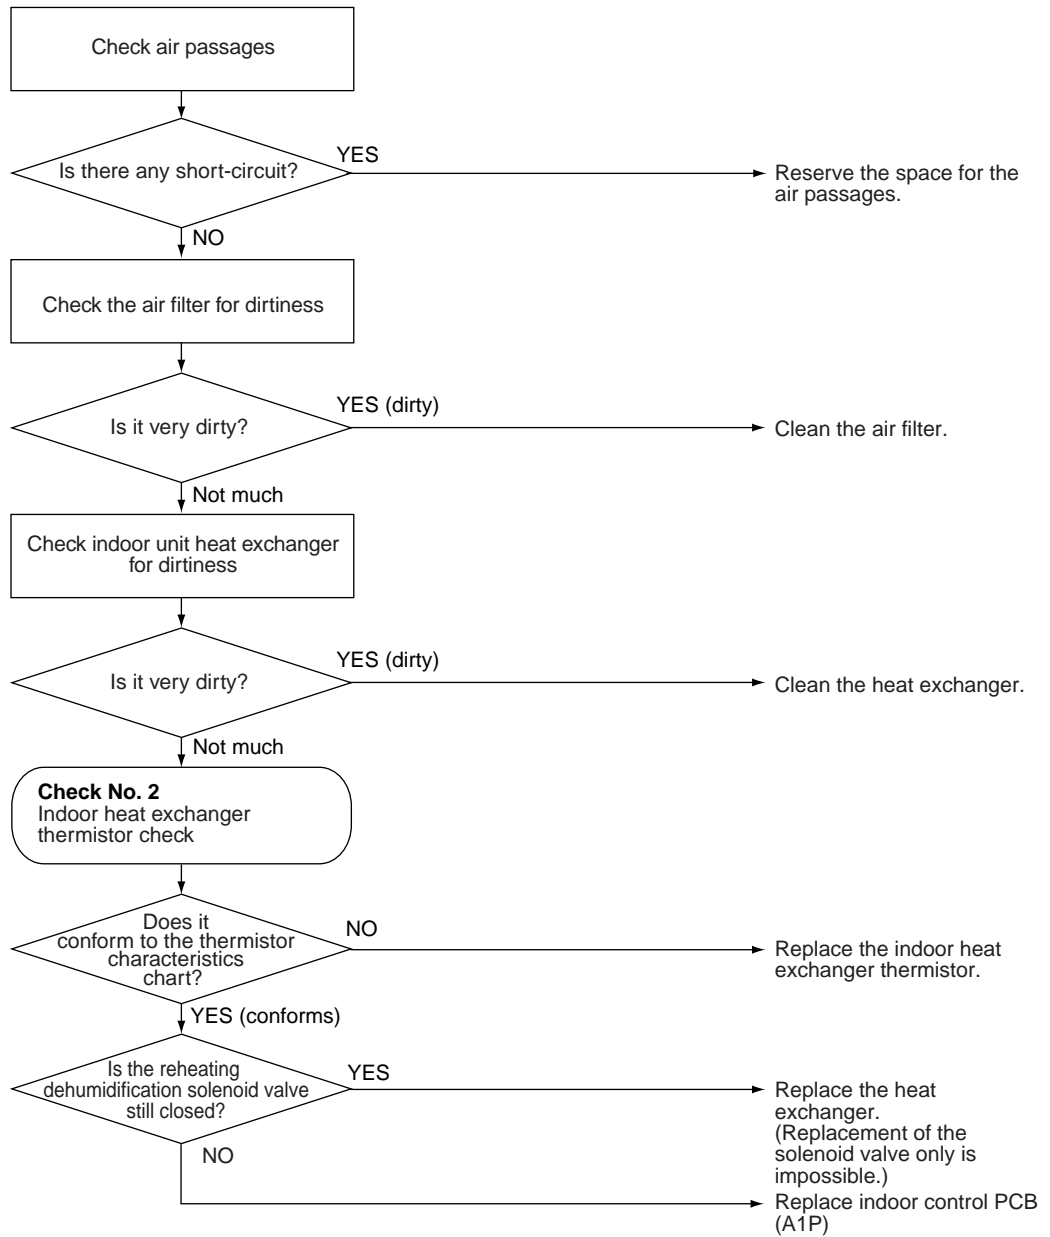 Check air passages
Is there any short-circuit?
YES
Reserve the space for the
air passages.
NO
Check the air filter for dirtiness
Is it very dirty?
YES (dirty)
Clean the air filter.
Not much
Check indoor unit heat exchanger
for dirtiness
Is it very dirty?
YES (dirty)
Clean the heat exchanger.
Not much
Check No. 2
Indoor heat exchanger
thermistor check
Does it
conform to the thermistor
characteristics
chart?
NO
Replace the indoor heat
exchanger thermistor.
YES (conforms)
Is the reheating
dehumidification solenoid valve
still closed?
YES
Replace the heat
exchanger.
(Replacement of the
solenoid valve only is
impossible.)
NO
Replace indoor control PCB
(A1P)